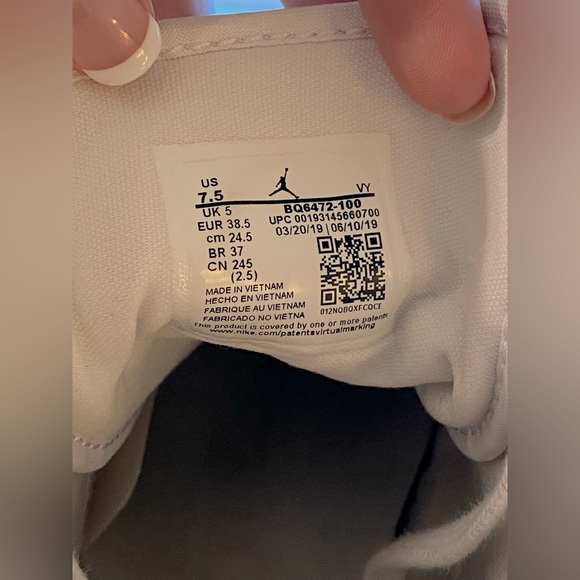 US
7.5 VY
UK 5 BQ6472-100
EUR 38.5 UPC 00193145660700
cm 24.5 03/20/19 | 06/10/19
BR 37
CN 245
(2.5)
MADE IN VIETNAM
HECHO EN VIETNAM
FABRIQUE AU VIETNAM
FABRICADO NO VIETNA
012NQBQXFCQCE
This product is covered by one or more patents
www.nike.com/patentsvirtualmarking